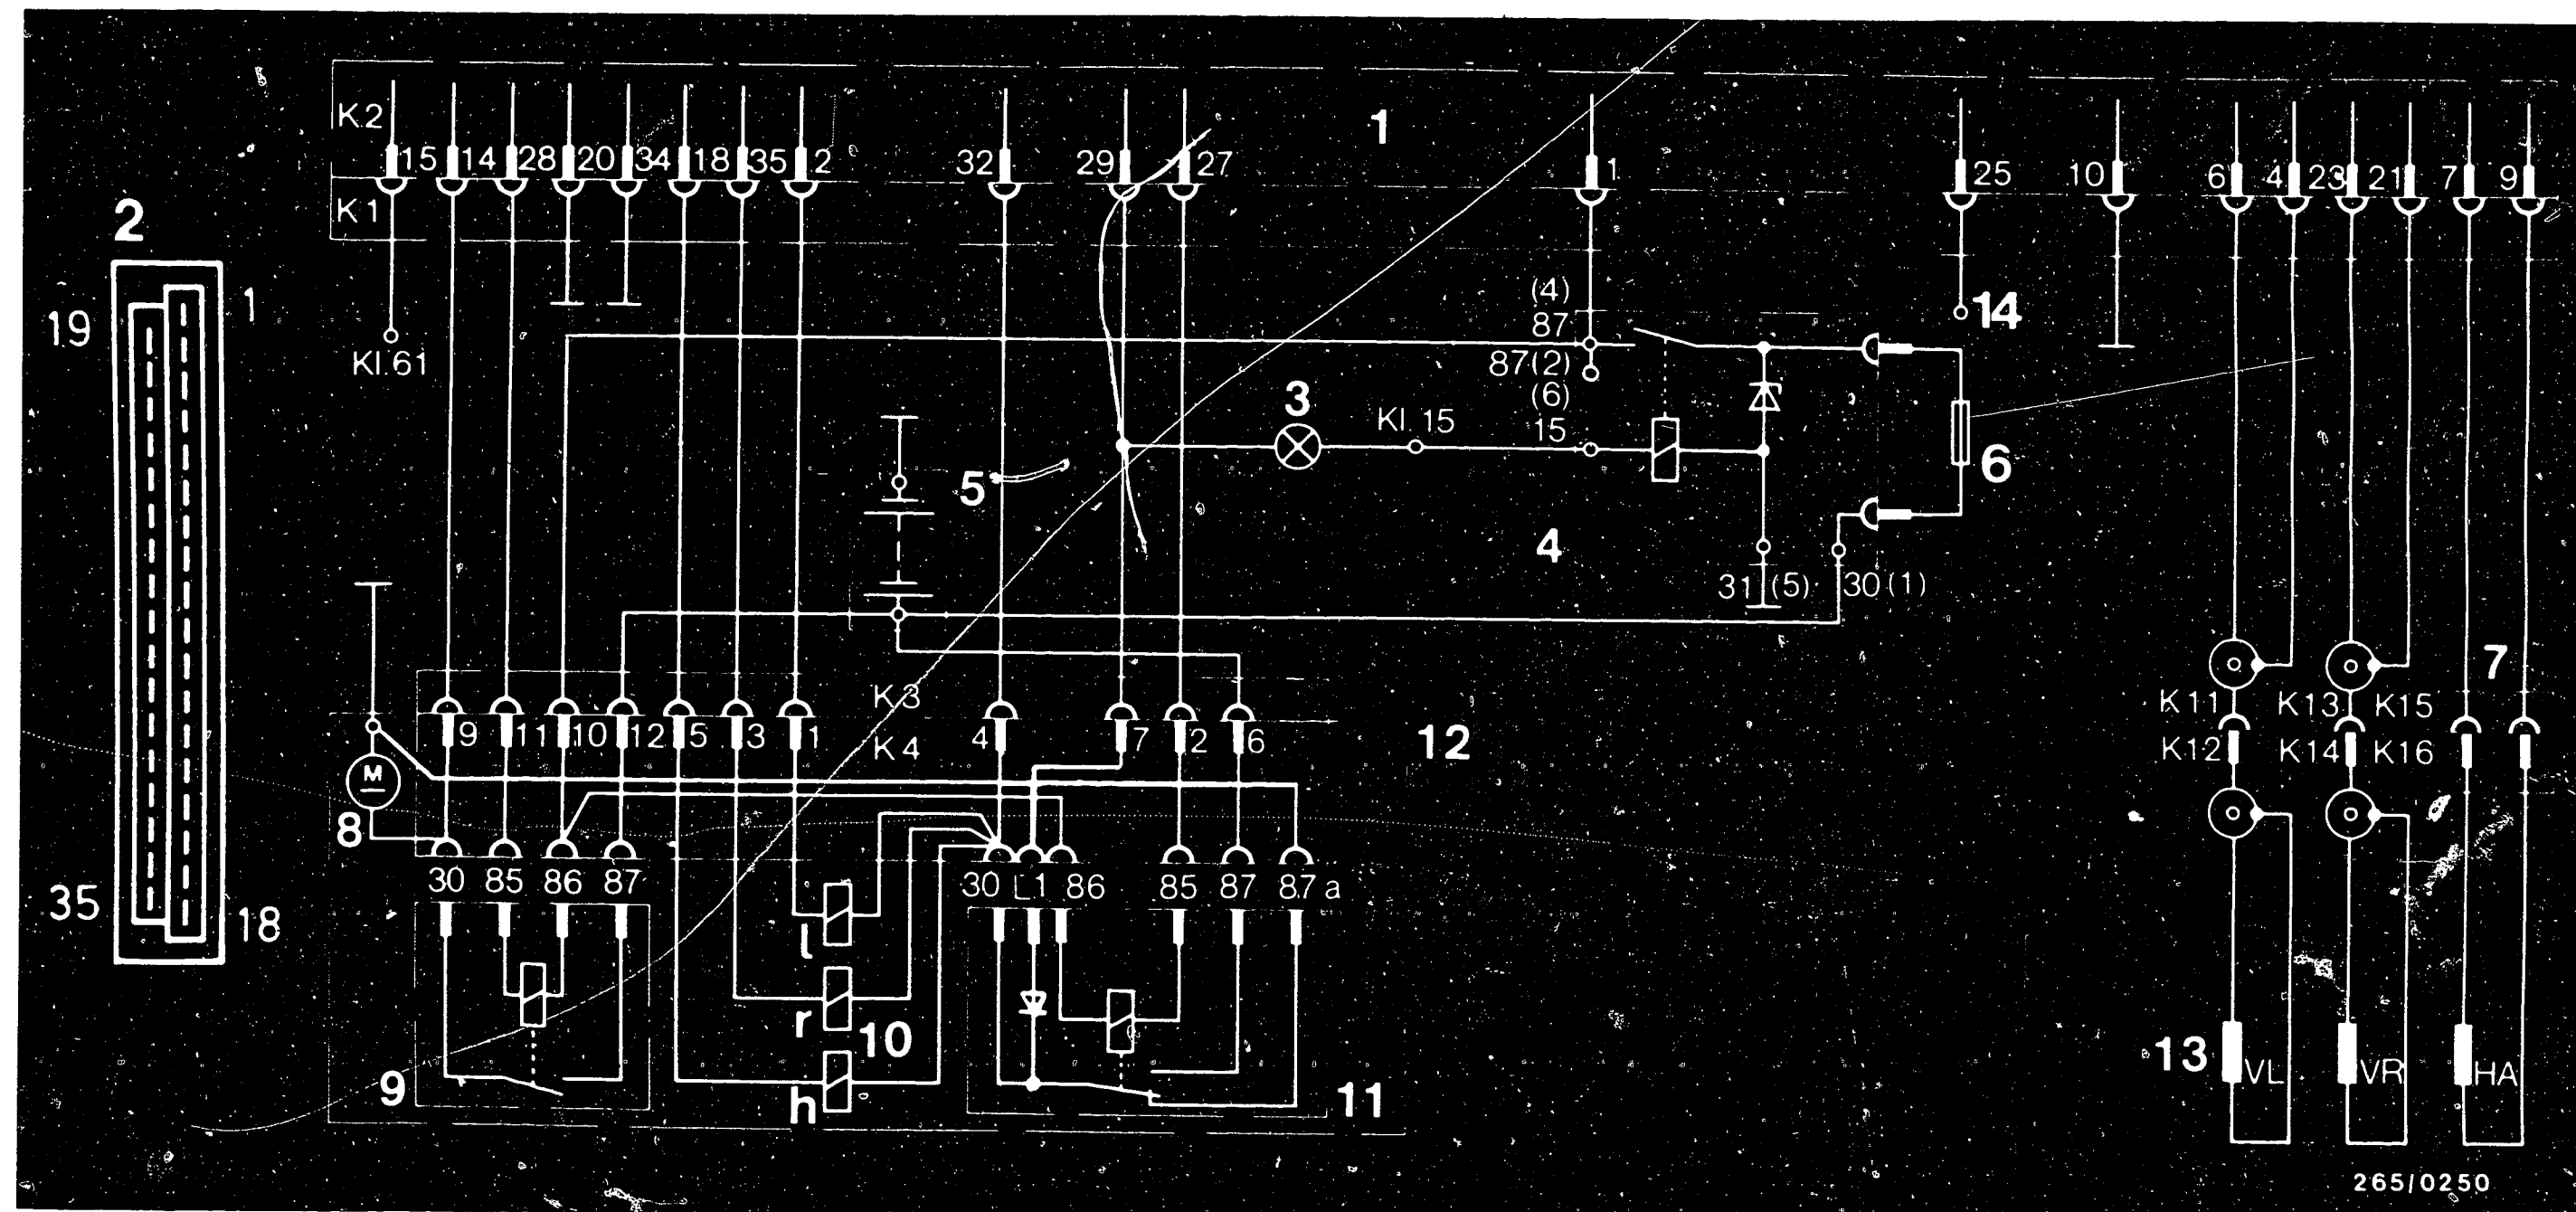 K2
15 14 28 20 34 18 35 2 32 29 27 1 25 10 6 4 23 21 7 9
1
K1
2
19 1
Kl.61
(4)
87
87(2)
(6)
14
3
Kl. 15
15
5
6
4
31 (5) 30 (1)
K3
7
K11 K13 K15
9 11 10 12 5 3 1
K4
4 7 2 6
12
K12 K14 K16
M
8
30 85 86 87
30 L1 86 85 87 87a
35 18
l
r
10
13
VL VR HA
9
h
11
265/0250